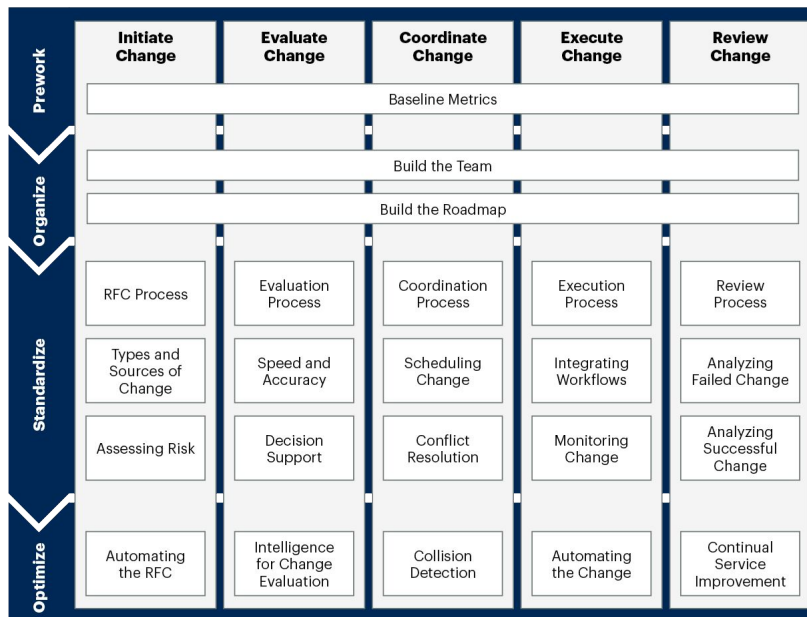 Initiate
Change
Evaluate
Change
Coordinate
Change
Execute
Change
Review
Change
Prework
Baseline Metrics
Organize
Build the Team
Build the Roadmap
Standardize
RFC Process
Evaluation
Process
Coordination
Process
Execution
Process
Review
Process
Types and
Sources of
Change
Speed and
Accuracy
Scheduling
Change
Integrating
Workflows
Analyzing
Failed Change
Assessing Risk
Decision
Support
Conflict
Resolution
Monitoring
Change
Analyzing
Successful
Change
Optimize
Automating
the RFC
Intelligence
for Change
Evaluation
Collision
Detection
Automating
the Change
Continual
Service
Improvement